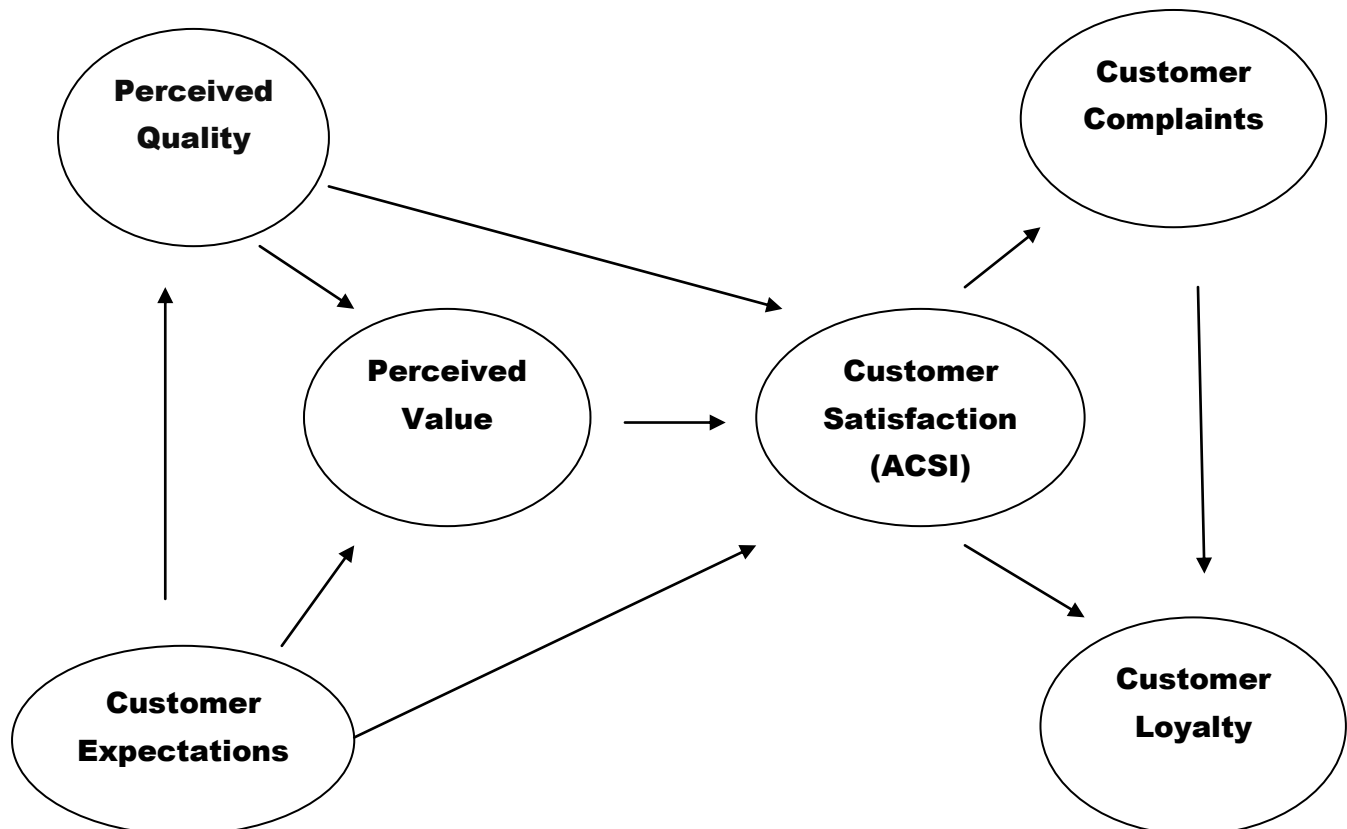 Perceived
Quality
Customer
Complaints
Perceived
Value
Customer
Satisfaction
(ACSI)
Customer
Expectations
Customer
Loyalty